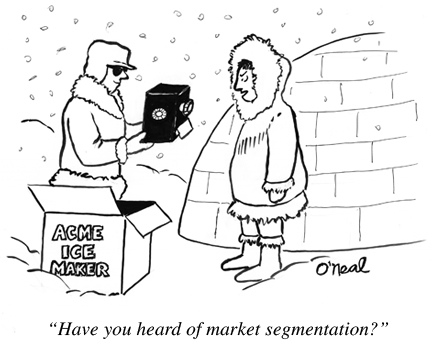 ACME
ICE
MAKER
O'Neal
“Have you heard of market segmentation?”